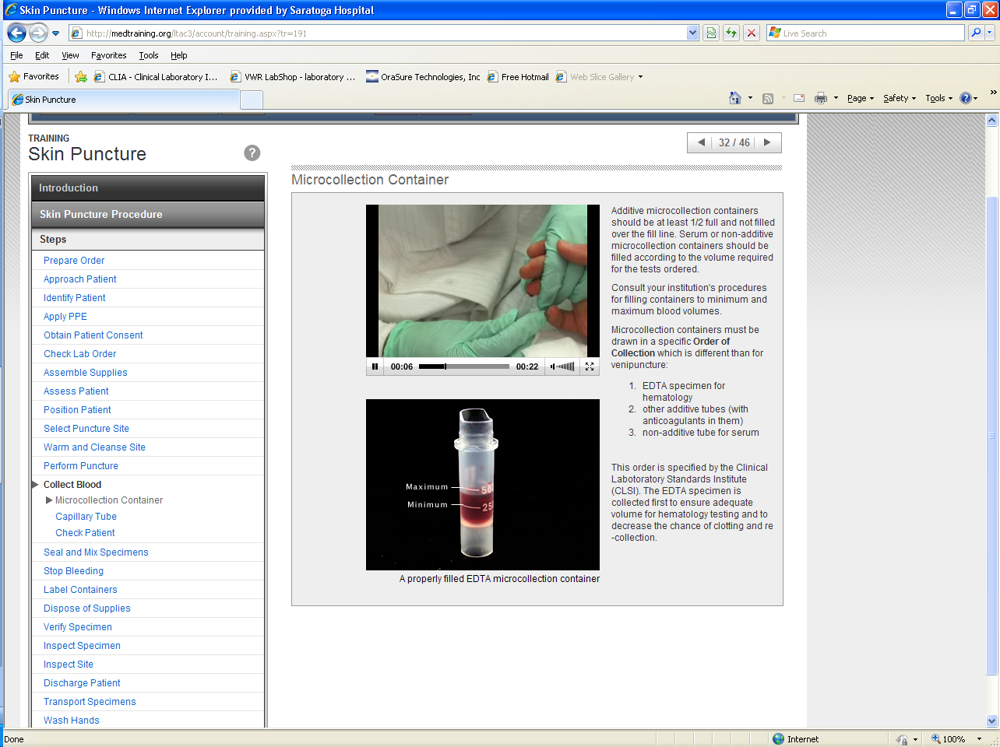 Skin Puncture - Windows Internet Explorer provided by Saratoga Hospital
http://medtraining.org/ltac3/account/training.aspx?tr=191
Live Search
File Edit View Favorites Tools Help
Favorites
CLIA - Clinical Laboratory I...
VWR LabShop - laboratory ...
OraSure Technologies, Inc
Free Hotmail
Web Slice Gallery
Skin Puncture
Page Safety Tools
TRAINING
Skin Puncture
?
32 / 46
Introduction
Skin Puncture Procedure
Steps
Prepare Order
Approach Patient
Identify Patient
Apply PPE
Obtain Patient Consent
Check Lab Order
Assemble Supplies
Assess Patient
Position Patient
Select Puncture Site
Warm and Cleanse Site
Perform Puncture
Collect Blood
Microcollection Container
Capillary Tube
Check Patient
Seal and Mix Specimens
Stop Bleeding
Label Containers
Dispose of Supplies
Verify Specimen
Inspect Specimen
Inspect Site
Discharge Patient
Transport Specimens
Wash Hands
Microcollection Container
00:06
00:22
Maximum
50
Minimum
25
A properly filled EDTA microcollection container
Additive microcollection containers
should be at least 1/2 full and not filled
over the fill line. Serum or non-additive
microcollection containers should be
filled according to the volume required
for the tests ordered.
Consult your institution's procedures
for filling containers to minimum and
maximum blood volumes.
Microcollection containers must be
drawn in a specific Order of
Collection which is different than for
venipuncture:
1. EDTA specimen for
hematology
2. other additive tubes (with
anticoagulants in them)
3. non-additive tube for serum
This order is specified by the Clinical
Labotoratory Standards Institute
(CLSI). The EDTA specimen is
collected first to ensure adequate
volume for hematology testing and to
decrease the chance of clotting and re
-collection.
Done
Internet
100%